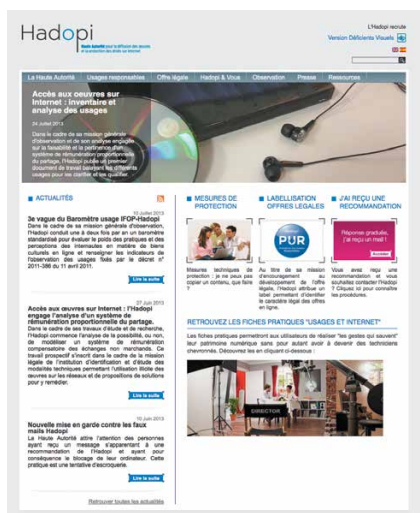 Hadopi
Haute Autorité pour la diffusion des œuvres
et la protection des droits sur internet
L'Hadopi recrute
Version Déficients Visuels
La Haute Autorité Usages responsables Offre légale Hadopi & Vous Observation Presse Ressources
Accès aux oeuvres sur
Internet : inventaire et
analyse des usages
24 Juillet 2013
Dans le cadre de sa mission générale
d'observation et de son analyse engagée
sur la faisabilité et la pertinence d'un
système de rémunération proportionnelle
du partage, l'Hadopi publie un premier
document de travail balayant les différents
usages pour les clarifier et les qualifier.
ACTUALITÉS
10 Juillet 2013
3e vague du Baromètre usage IFOP-Hadopi
Dans le cadre de sa mission générale d'observation,
l'Hadopi conduit une à deux fois par an un baromètre
standardisé pour évaluer le poids des pratiques et des
perceptions des internautes en matière de biens
culturels en ligne et renseigner les indicateurs de
l'observation des usages fixés par le décret n°
2011-386 du 11 avril 2011.
Lire la suite
27 Juin 2013
Accès aux œuvres sur internet : l'Hadopi
engage l'analyse d'un système de
rémunération proportionnelle du partage.
Dans le cadre de ses travaux d'étude et de recherche,
l'Hadopi commence l'analyse de la possibilité, ou non,
de modéliser un système de rémunération
compensatoire des échanges non marchands. Ce
travail prospectif s'inscrit dans le cadre de la mission
légale de l'institution d'identification et d'étude des
modalités techniques permettant l'utilisation illicite des
œuvres sur les réseaux et de propositions de solutions
pour y remédier.
Lire la suite
10 Juin 2013
Nouvelle mise en garde contre les faux
mails Hadopi
La Haute Autorité attire l'attention des personnes
ayant reçu un message s'apparentant à une
recommandation de l'Hadopi et ayant pour
conséquence le blocage de leur ordinateur. Cette
pratique est une tentative d'escroquerie.
Lire la suite
Retrouver toutes les actualités
MESURES DE
PROTECTION
Mesures techniques de
protection : je ne peux pas
copier un contenu, que faire
?
LABELLISATION
OFFRES LEGALES
PUR
Au titre de sa mission
d'encouragement au
développement de l'offre
légale, l'Hadopi attribue un
label permettant d'identifier
le caractère légal des offres
en ligne.
J'AI REÇU UNE
RECOMMANDATION
Réponse graduée,
j'ai reçu un mail !
Accéder
Vous avez reçu une
recommandation et vous
souhaitez contacter l'Hadopi
? Cliquez ici pour connaître
les procédures.
RETROUVEZ LES FICHES PRATIQUES "USAGES ET INTERNET"
Les fiches pratiques permettront aux utilisateurs de réaliser "les gestes qui sauvent"
leur patrimoine numérique sans pour autant avoir à devenir des techniciens
chevronnés. Découvrez les en cliquant ci-dessous :
DIRECTOR